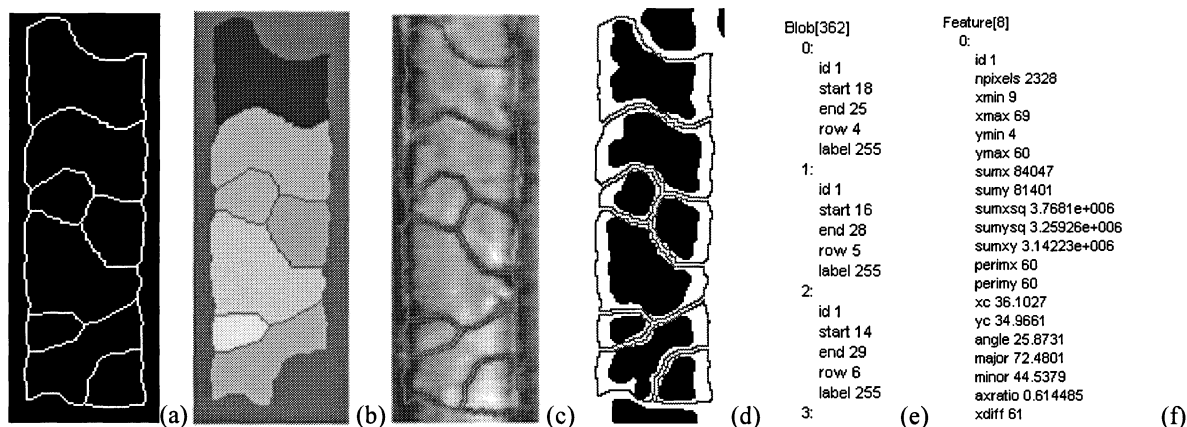 (a)
(b)
(c)
(d)
Blob[362]
0:
id 1
start 18
end 25
row 4
label 255
1:
id 1
start 16
end 28
row 5
label 255
2:
id 1
start 14
end 29
row 6
label 255
3:
(e)
Feature[8]
0:
id 1
npixels 2328
xmin 9
xmax 69
ymin 4
ymax 60
sumx 84047
sumy 81401
sumxsq 3.7681e+006
sumysq 3.25926e+006
sumxy 3.14223e+006
perimx 60
perimy 60
xc 36.1027
yc 34.9661
angle 25.8731
major 72.4801
minor 44.5379
axratio 0.614485
xdiff 61
(f)